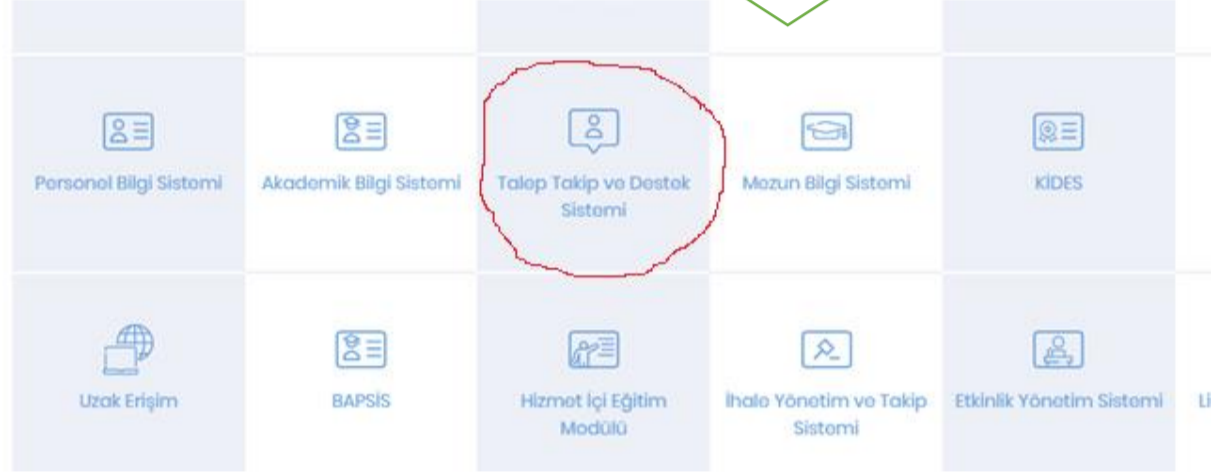 Personel Bilgi Sistemi
Akademik Bilgi Sistemi
Talep Takip ve Destek
Sistemi
Mezun Bilgi Sistemi
KİDES
Uzak Erişim
BAPSİS
Hizmet İçi Eğitim
Modülü
İhale Yönetim ve Takip
Sistemi
Etkinlik Yönetim Sistemi
Li